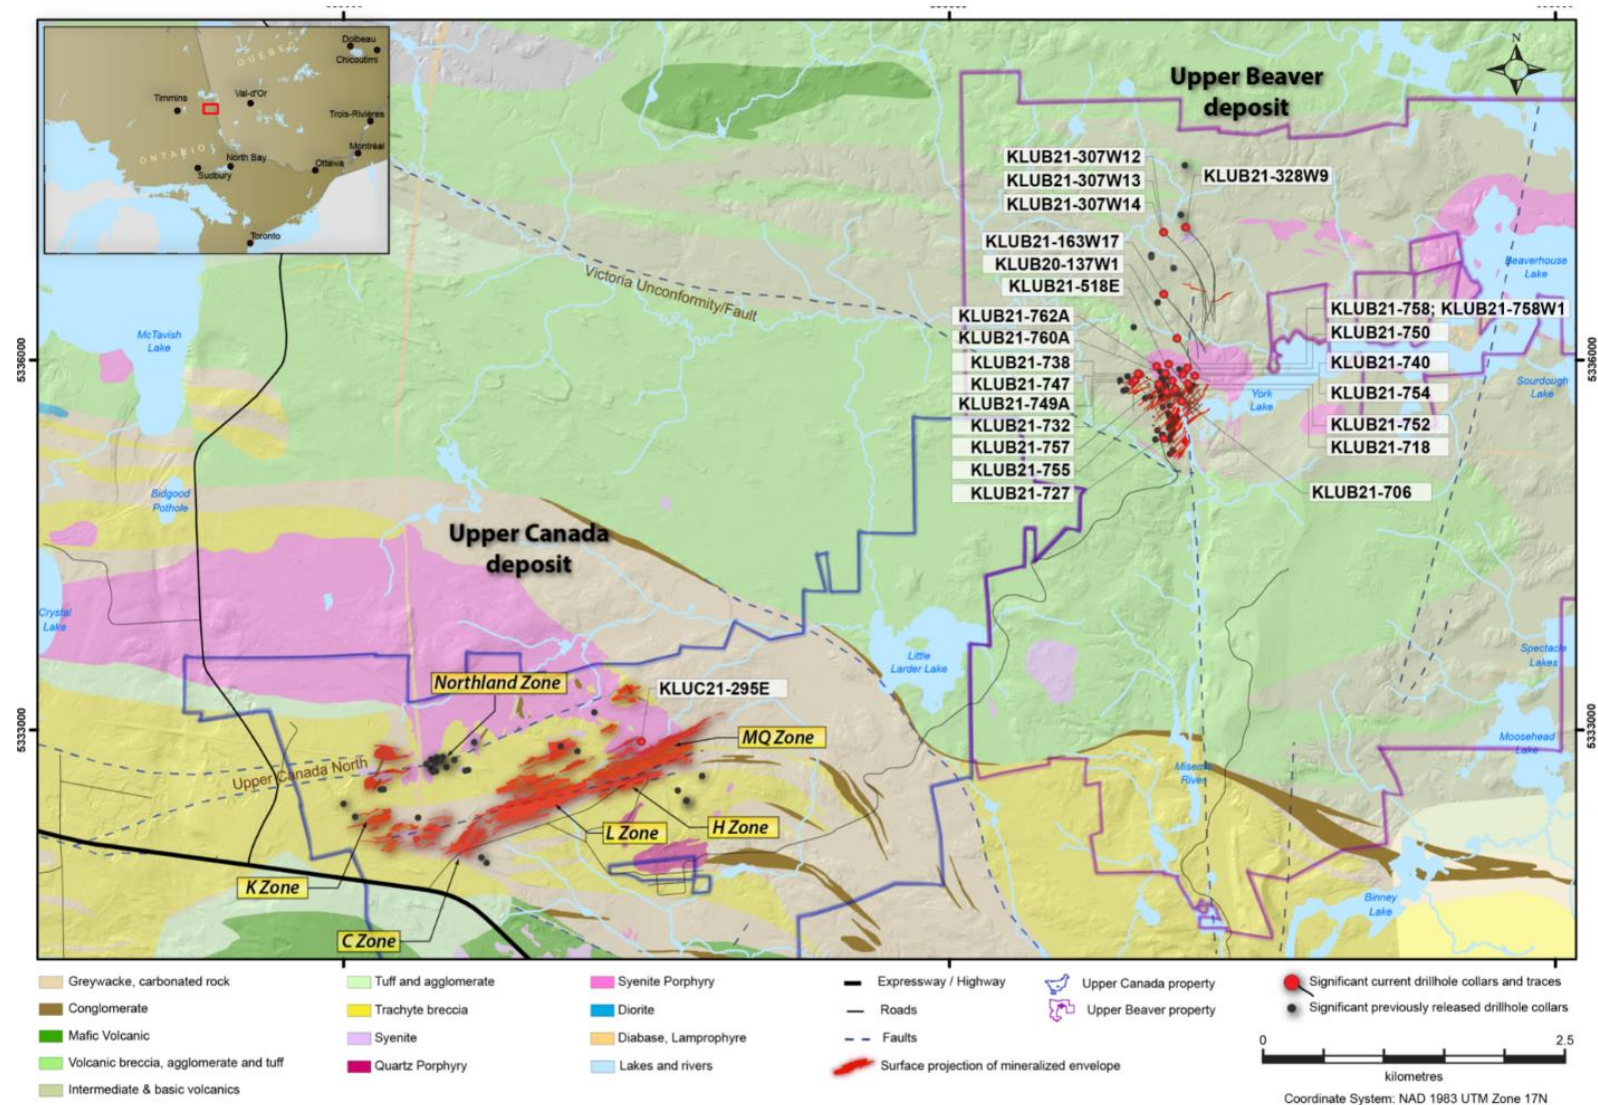 Dolbeau
Chicoutimi
QUÉBEC
Timmins
Val-d'Or
Trois-Rivières
Montréal
ONTARIO
North Bay
Ottawa
Sudbury
Toronto
N
Upper Beaver
deposit
KLUB21-307W12
KLUB21-307W13
KLUB21-307W14
KLUB21-328W9
KLUB21-163W17
KLUB20-137W1
KLUB21-518E
Victoria Unconformity/Fault
Beaverhouse
Lake
KLUB21-762A
KLUB21-760A
KLUB21-738
KLUB21-747
KLUB21-749A
KLUB21-732
KLUB21-757
KLUB21-755
KLUB21-727
KLUB21-758; KLUB21-758W1
KLUB21-750
KLUB21-740
KLUB21-754
KLUB21-752
KLUB21-718
KLUB21-706
McTavish
Lake
5336000
5336000
York
Lake
Sourdough
Lake
Bidgood
Pothole
Upper Canada
deposit
Crystal
Lake
Little
Larder Lake
Spectacle
Lakes
Northland Zone
KLUC21-295E
5333000
5333000
MQ Zone
Moosehead
Lake
Upper Canada North
Misema
River
L Zone
H Zone
K Zone
C Zone
Binney
Lake
Greywacke, carbonated rock
Conglomerate
Mafic Volcanic
Volcanic breccia, agglomerate and tuff
Intermediate & basic volcanics
Tuff and agglomerate
Trachyte breccia
Syenite
Quartz Porphyry
Syenite Porphyry
Diorite
Diabase, Lamprophyre
Lakes and rivers
Expressway / Highway
Roads
Faults
Surface projection of mineralized envelope
Upper Canada property
Upper Beaver property
Significant current drillhole collars and traces
Significant previously released drillhole collars
0
2.5
kilometres
Coordinate System: NAD 1983 UTM Zone 17N